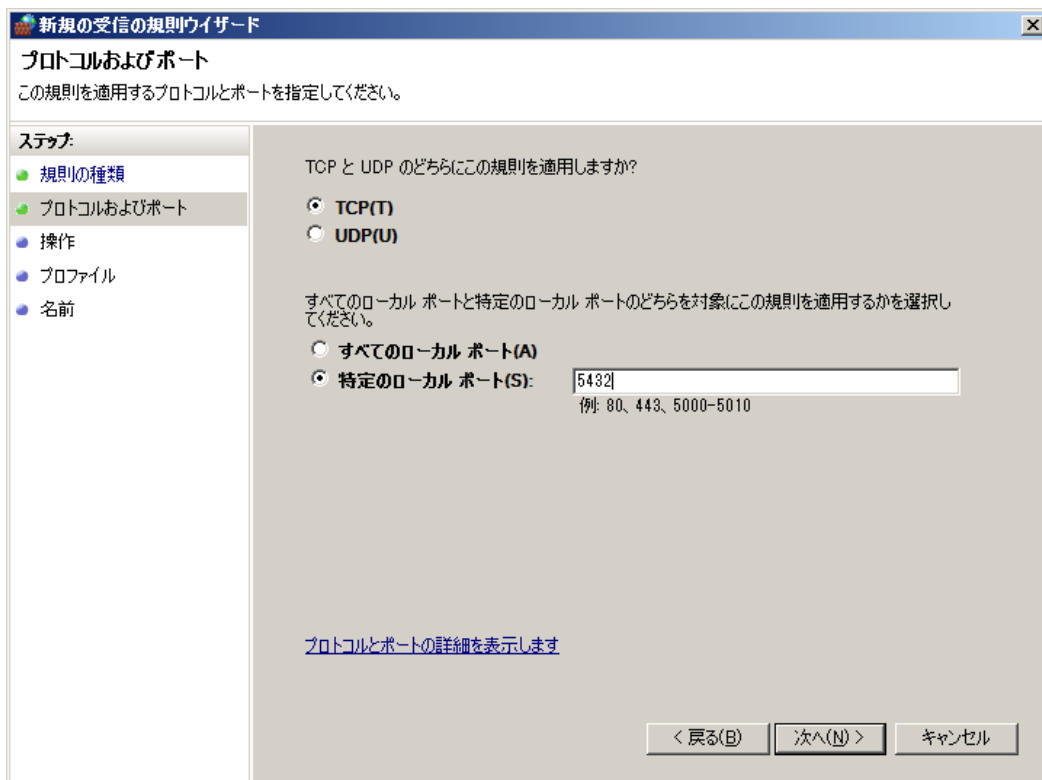 新規の受信の規則ウィザード
プロトコルおよびポート
この規則を適用するプロトコルとポートを指定してください。
ステップ:
規則の種類
プロトコルおよびポート
操作
プロファイル
名前
TCP と UDP のどちらにこの規則を適用しますか?
TCP(T)
UDP(U)
すべてのローカル ポートと特定のローカル ポートのどちらを対象にこの規則を適用するかを選択し
てください。
すべてのローカル ポート(A)
特定のローカル ポート(S): 5432
例: 80、443、5000-5010
プロトコルとポートの詳細を表示します
< 戻る(B) 次へ(N) > キャンセル